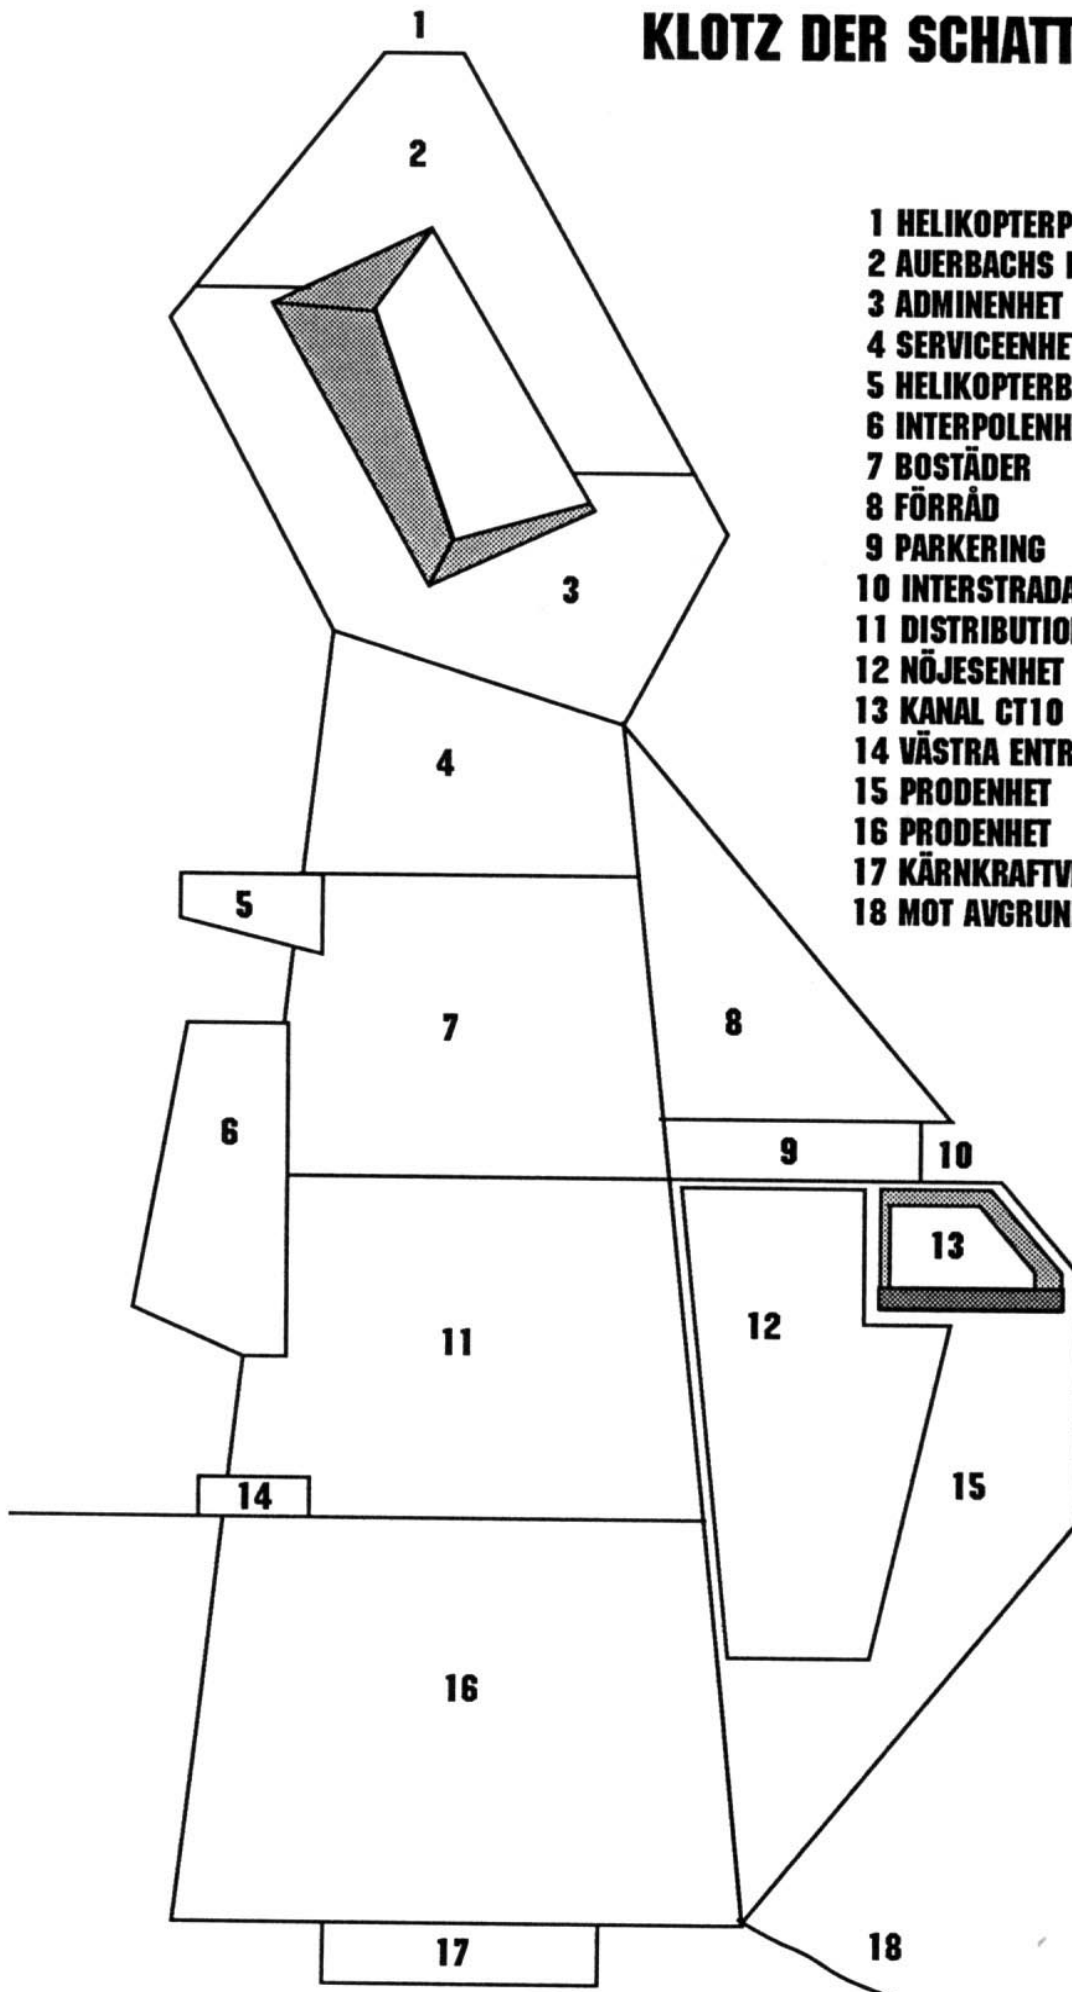 KLOTZ DER SCHATT
1 HELIKOPTERP
2 AUERBACHS
3 ADMINENHET
4 SERVICEENHE
5 HELIKOPTERB
6 INTERPOLENH
7 BOSTÄDER
8 FÖRRÅD
9 PARKERING
10 INTERSTRADA
11 DISTRIBUTIO
12 NÖJESENHET
13 KANAL CT10
14 VÄSTRA ENTR
15 PRODENHET
16 PRODENHET
17 KÄRNKRAFTV
18 MOT AVGRUN
1
2
3
4
5
7
8
6
9
10
13
12
11
14
15
16
17
18